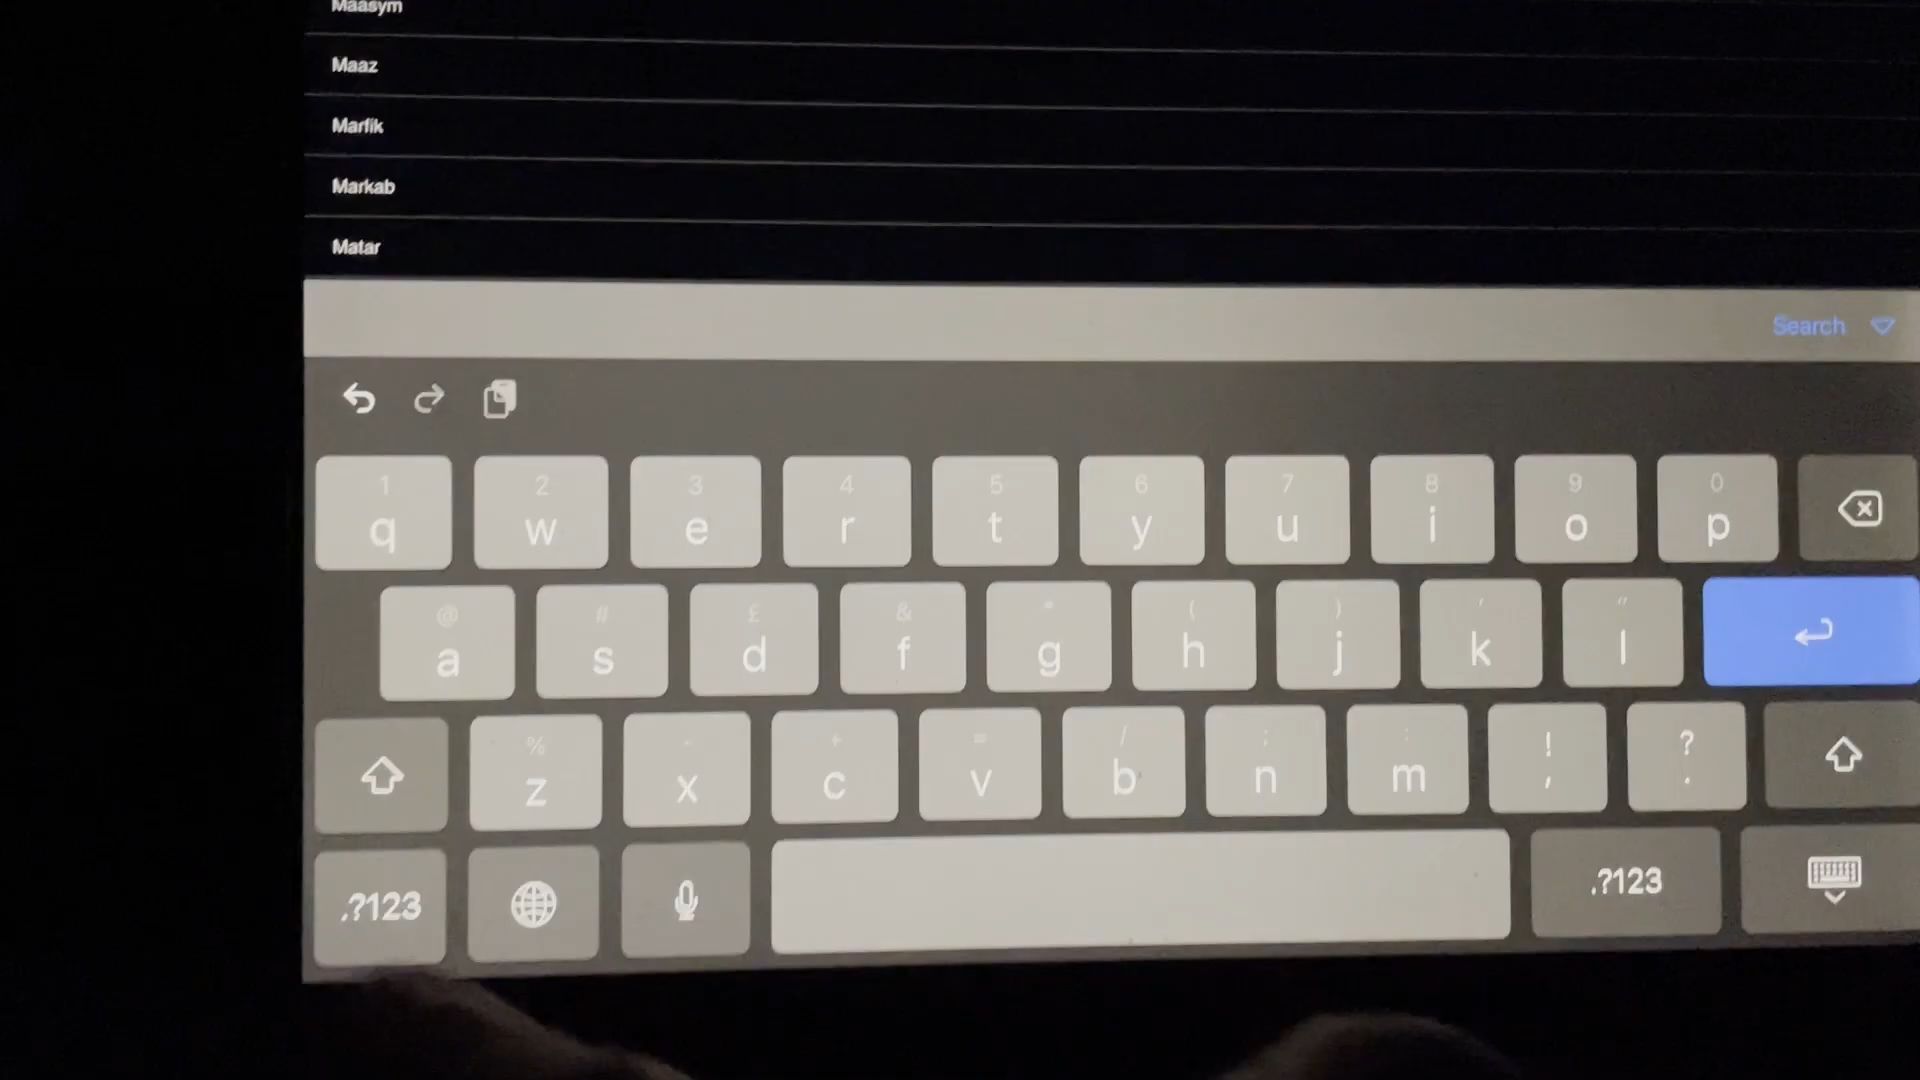 Maasym
Maaz
Marfik
Markab
Matar
Search
1 2 3 4 5 6 7 8 9 0
q w e r t y u i o p
@ # £ & * ( ) ' "
a s d f g h j k l
% - + = / ; : ! ?
z x c v b n m , .
.?123 .?123